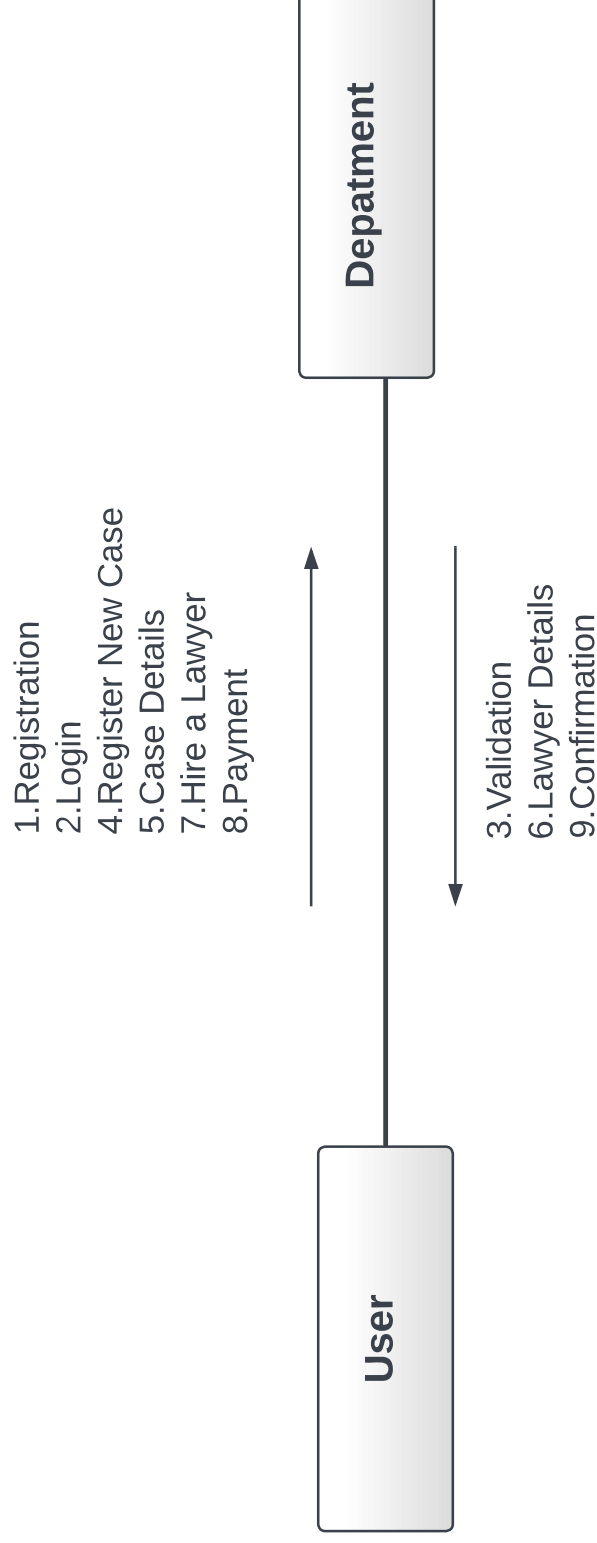 User
1.Registration
2.Login
4.Register New Case
5.Case Details
7.Hire a Lawyer
8.Payment
3.Validation
6.Lawyer Details
9.Confirmation
Depatment